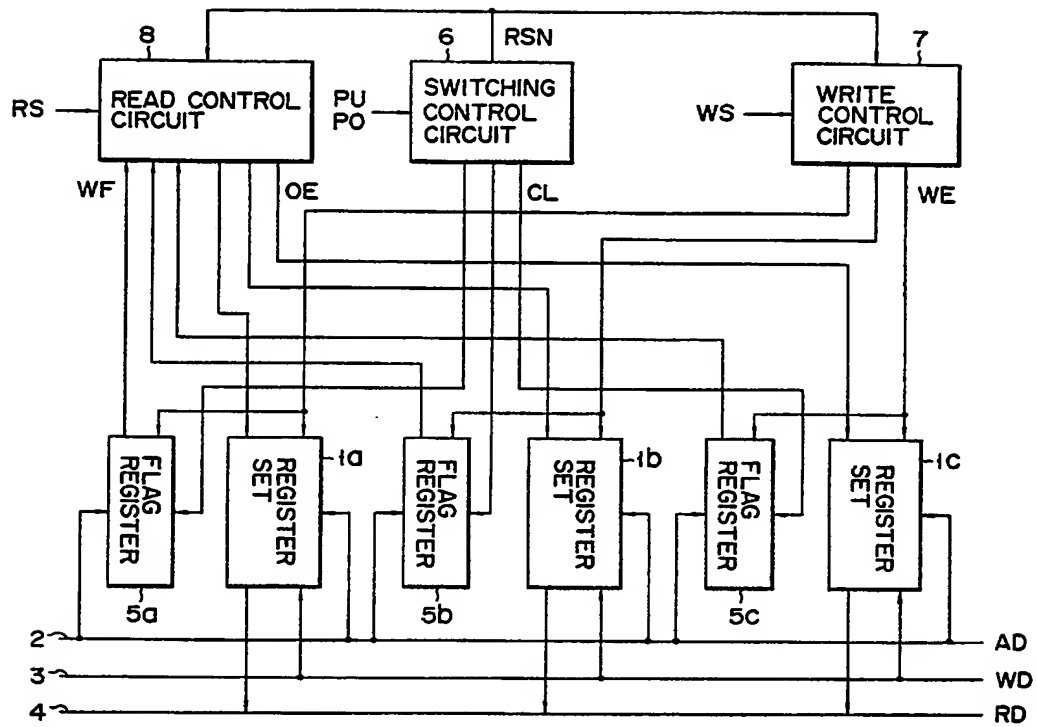 8
6
RSN
7
RS
READ CONTROL
CIRCUIT
PU
PO
SWITCHING
CONTROL
CIRCUIT
WS
WRITE
CONTROL
CIRCUIT
WF
OE
CL
WE
FLAG
REGISTER
REGISTER
SET
1a
FLAG
REGISTER
REGISTER
SET
1b
FLAG
REGISTER
REGISTER
SET
1c
5a
5b
5c
2
AD
3
WD
4
RD